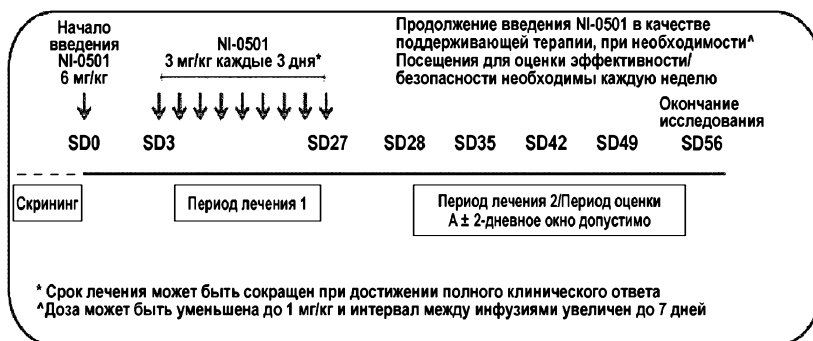 Начало
введения
NI-0501
6 мг/кг
NI-0501
3 мг/кг каждые 3 дня*
Продолжение введения NI-0501 в качестве
поддерживающей терапии, при необходимости^
Посещения для оценки эффективности/
безопасности необходимы каждую неделю
Окончание
исследования
SD0 SD3 SD27 SD28 SD35 SD42 SD49 SD56
Скрининг
Период лечения 1
Период лечения 2/Период оценки
А ± 2-дневное окно допустимо
* Срок лечения может быть сокращен при достижении полного клинического ответа
^Доза может быть уменьшена до 1 мг/кг и интервал между инфузиями увеличен до 7 дней